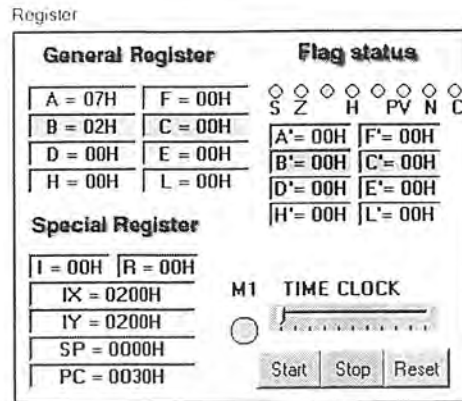 Register
General Register
A = 07H F = 00H
B = 02H C = 00H
D = 00H E = 00H
H = 00H L = 00H
Special Register
I = 00H R = 00H
IX = 0200H
IY = 0200H
SP = 0000H
PC = 0030H
Flag status
S Z H PV N C
A'= 00H F'= 00H
B'= 00H C'= 00H
D'= 00H E'= 00H
H'= 00H L'= 00H
M1 TIME CLOCK
Start Stop Reset